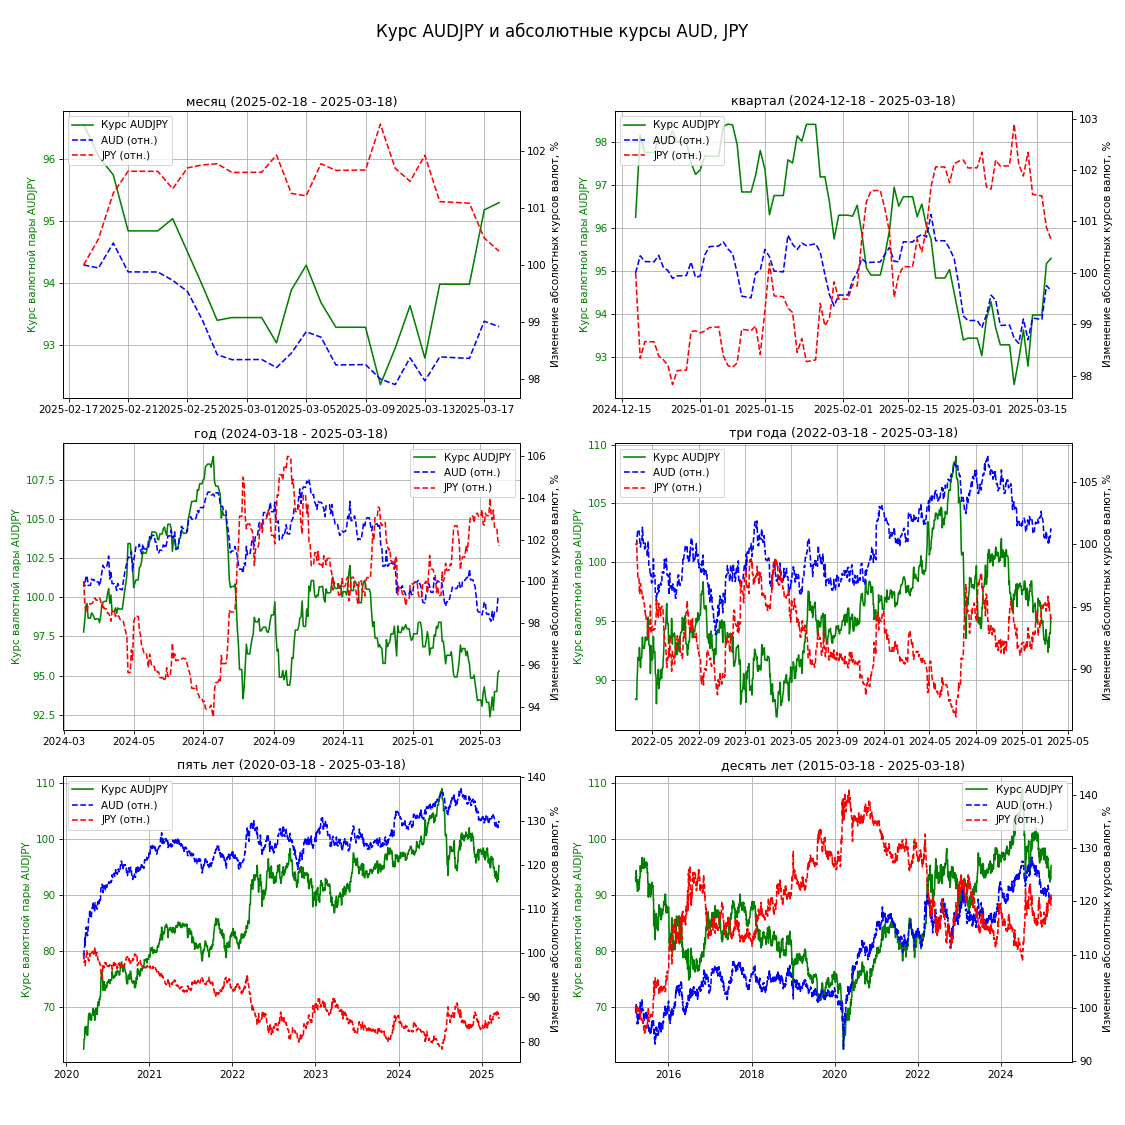 Курс AUDJPY и абсолютные курсы AUD, JPY
месяц (2025-02-18 - 2025-03-18)
Курс AUDJPY
AUD (отн.)
JPY (отн.)
Курс валютной пары AUDJPY
96
95
94
93
102
101
100
99
98
Изменение абсолютных курсов валют, %
2025-02-17 2025-02-21 2025-02-25 2025-03-01 2025-03-05 2025-03-09 2025-03-13 2025-03-17
квартал (2024-12-18 - 2025-03-18)
Курс AUDJPY
AUD (отн.)
JPY (отн.)
Курс валютной пары AUDJPY
98
97
96
95
94
93
103
102
101
100
99
98
Изменение абсолютных курсов валют, %
2024-12-15 2025-01-01 2025-01-15 2025-02-01 2025-02-15 2025-03-01 2025-03-15
год (2024-03-18 - 2025-03-18)
Курс AUDJPY
AUD (отн.)
JPY (отн.)
Курс валютной пары AUDJPY
107.5
105.0
102.5
100.0
97.5
95.0
92.5
106
104
102
100
98
96
94
Изменение абсолютных курсов валют, %
2024-03 2024-05 2024-07 2024-09 2024-11 2025-01 2025-03
три года (2022-03-18 - 2025-03-18)
Курс AUDJPY
AUD (отн.)
JPY (отн.)
Курс валютной пары AUDJPY
110
105
100
95
90
105
100
95
90
Изменение абсолютных курсов валют, %
2022-05 2022-09 2023-01 2023-05 2023-09 2024-01 2024-05 2024-09 2025-01 2025-05
пять лет (2020-03-18 - 2025-03-18)
Курс AUDJPY
AUD (отн.)
JPY (отн.)
Курс валютной пары AUDJPY
110
100
90
80
70
140
130
120
110
100
90
80
Изменение абсолютных курсов валют, %
2020 2021 2022 2023 2024 2025
десять лет (2015-03-18 - 2025-03-18)
Курс AUDJPY
AUD (отн.)
JPY (отн.)
Курс валютной пары AUDJPY
110
100
90
80
70
140
130
120
110
100
90
Изменение абсолютных курсов валют, %
2016 2018 2020 2022 2024